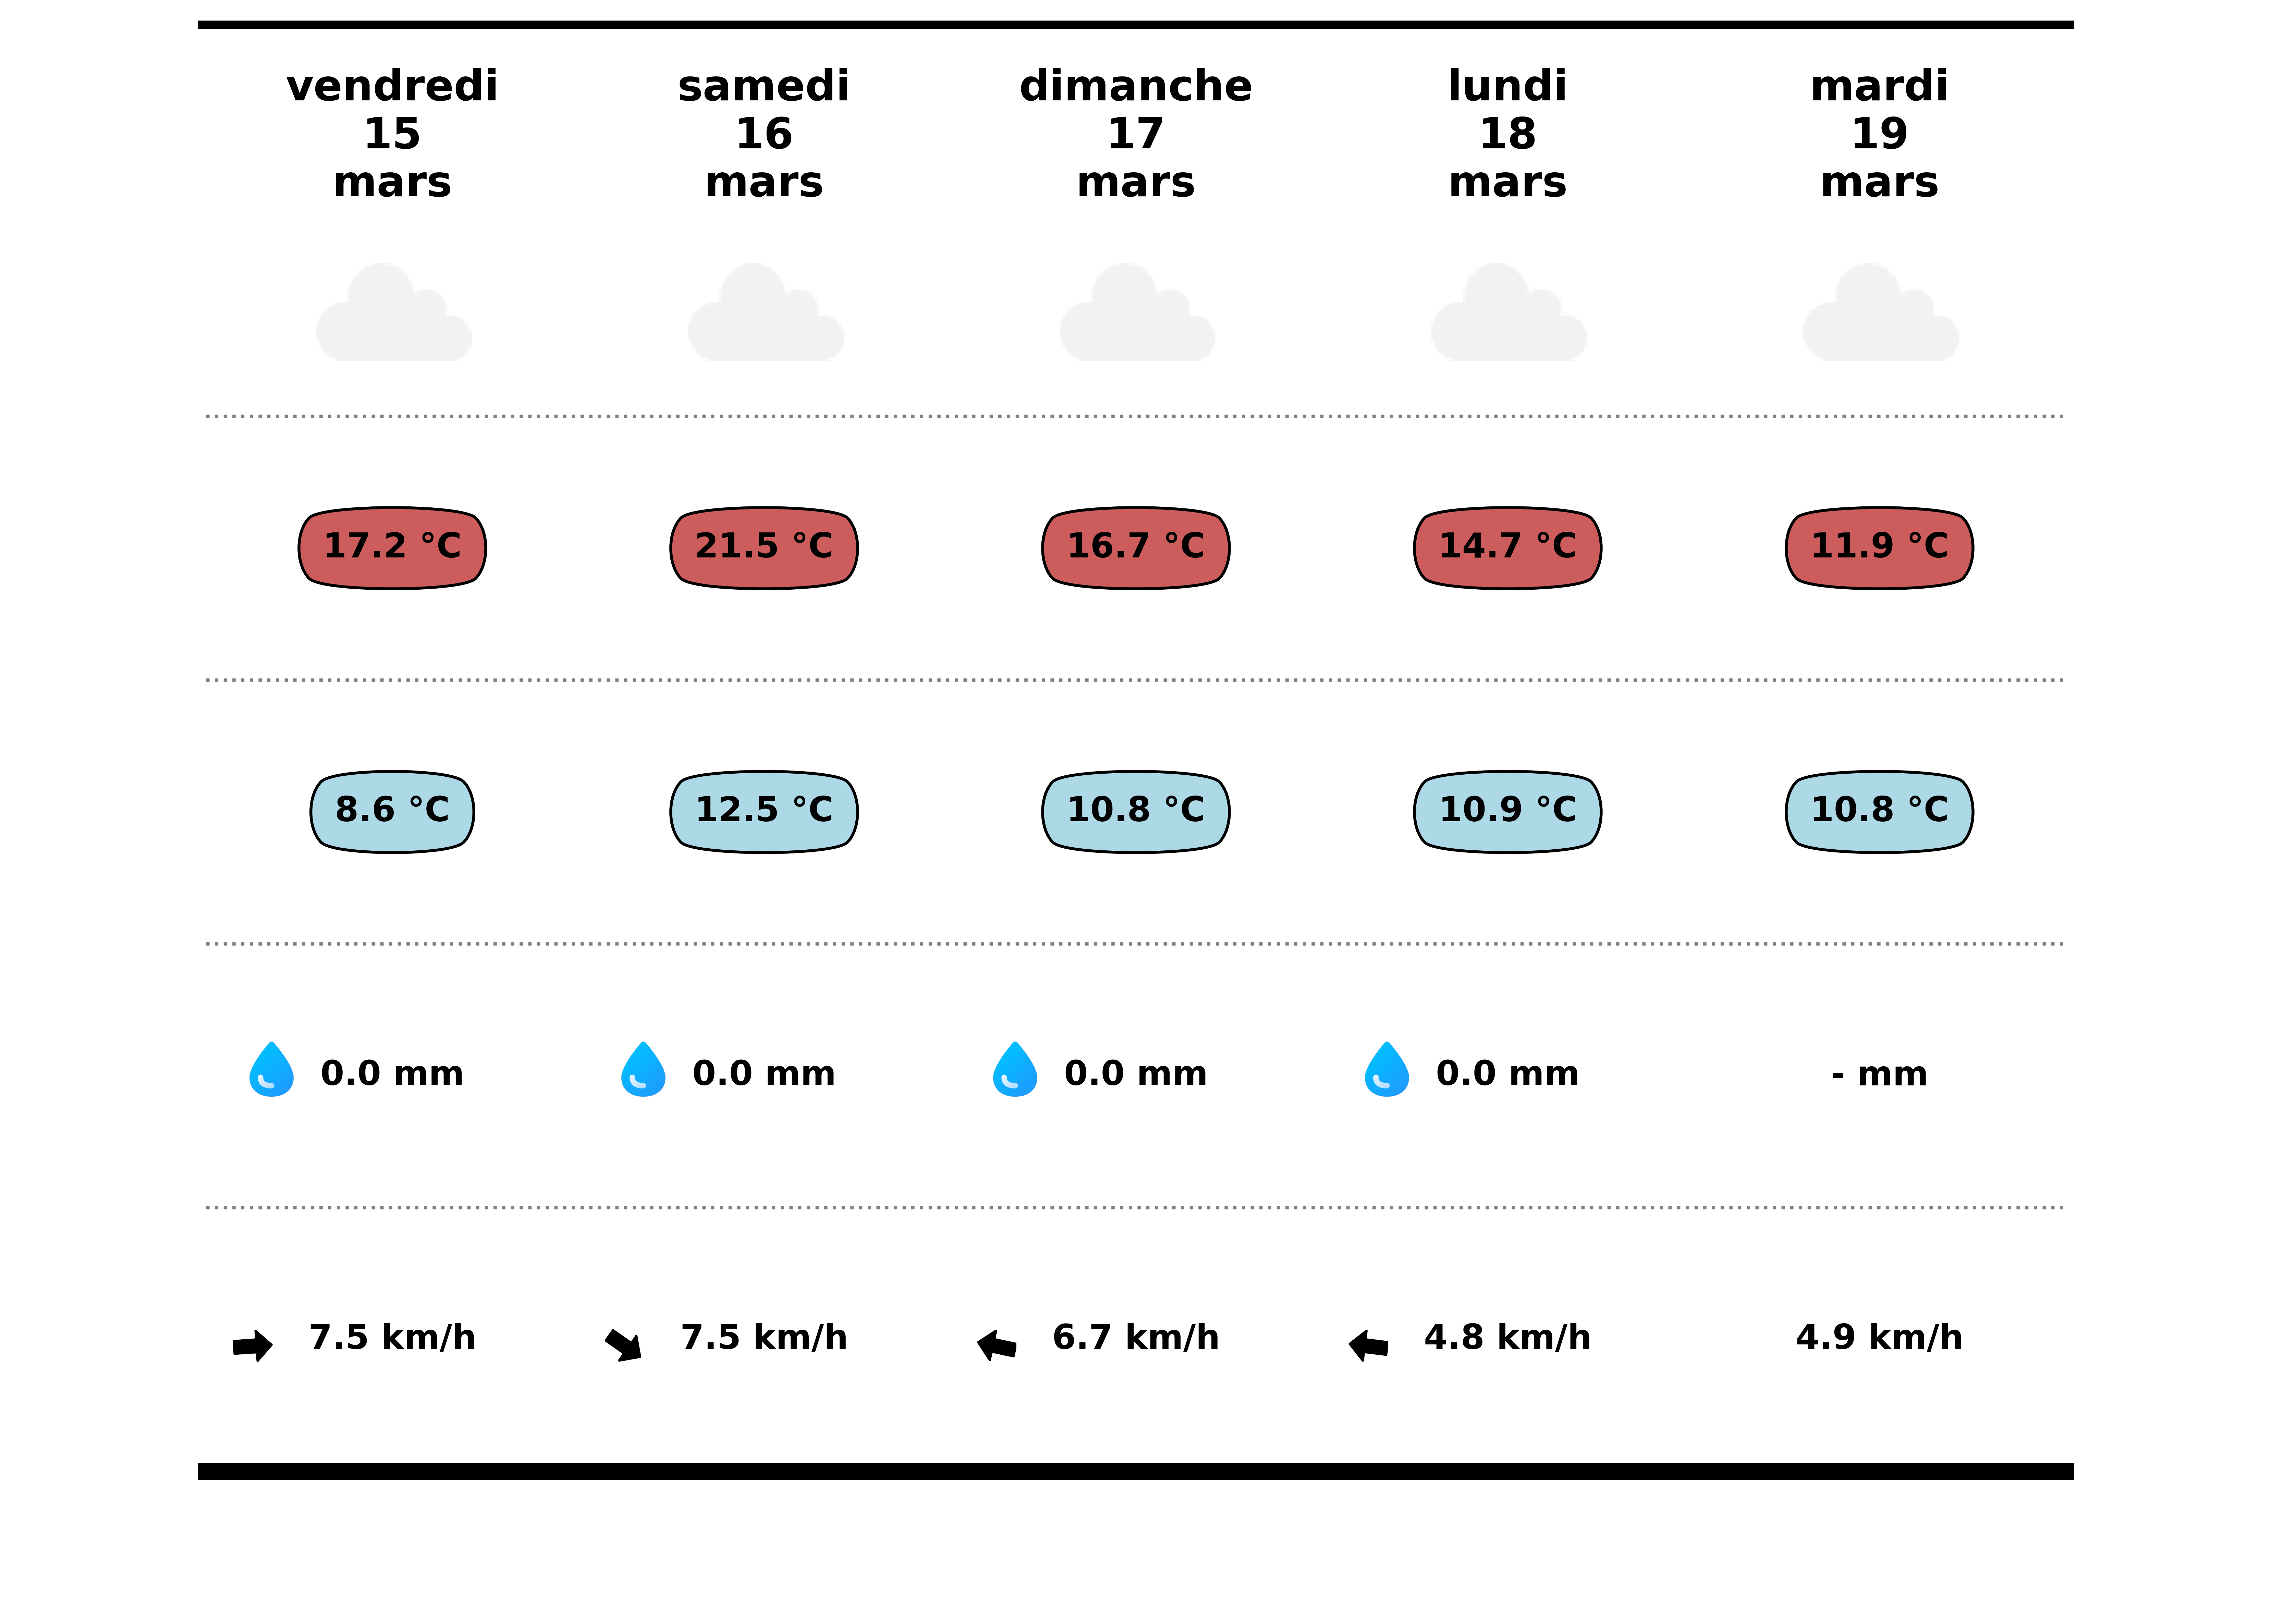 vendredi
15
mars
samedi
16
mars
dimanche
17
mars
lundi
18
mars
mardi
19
mars
17.2 °C
21.5 °C
16.7 °C
14.7 °C
11.9 °C
8.6 °C
12.5 °C
10.8 °C
10.9 °C
10.8 °C
0.0 mm
0.0 mm
0.0 mm
0.0 mm
- mm
7.5 km/h
7.5 km/h
6.7 km/h
4.8 km/h
4.9 km/h